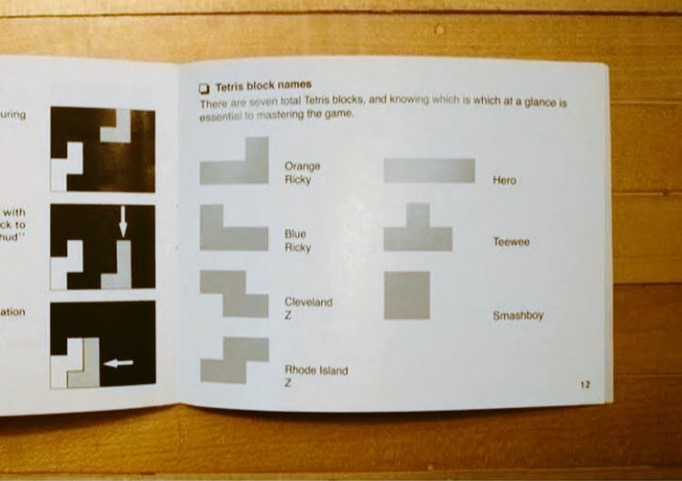 uring
with
ck to
hud"
ation
Tetris block names
There are seven total Tetris blocks, and knowing which is which at a glance is
essential to mastering the game.
Orange
Ricky
Hero
Blue
Ricky
Teewee
Cleveland
Z
Smashboy
Rhode Island
Z
12